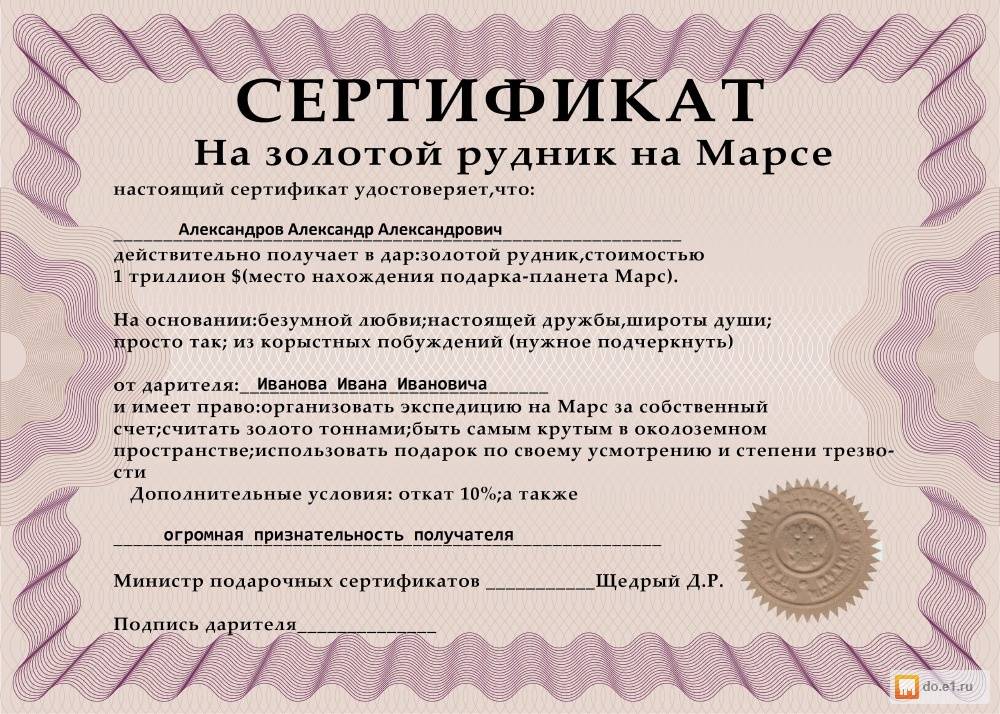 СЕРТИФИКАТ
На золотой рудник на Марсе
настоящий сертификат удостоверяет,что:
Александров Александр Александрович
действительно получает в дар:золотой рудник,стоимостью
1 триллион $(место нахождения подарка-планета Марс).
На основании:безумной любви;настоящей дружбы,широты души;
просто так; из корыстных побуждений (нужное подчеркнуть)
от дарителя:__Иванова Ивана Ивановича______
и имеет право:организовать экспедицию на Марс за собственный
счет;считать золото тоннами;быть самым крутым в околоземном
пространстве;использовать подарок по своему усмотрению и степени трезво-
сти
Дополнительные условия: откат 10%;а также
огромная признательность получателя
Министр подарочных сертификатов ___________Щедрый Д.Р.
Подпись дарителя______________
do.e1.ru